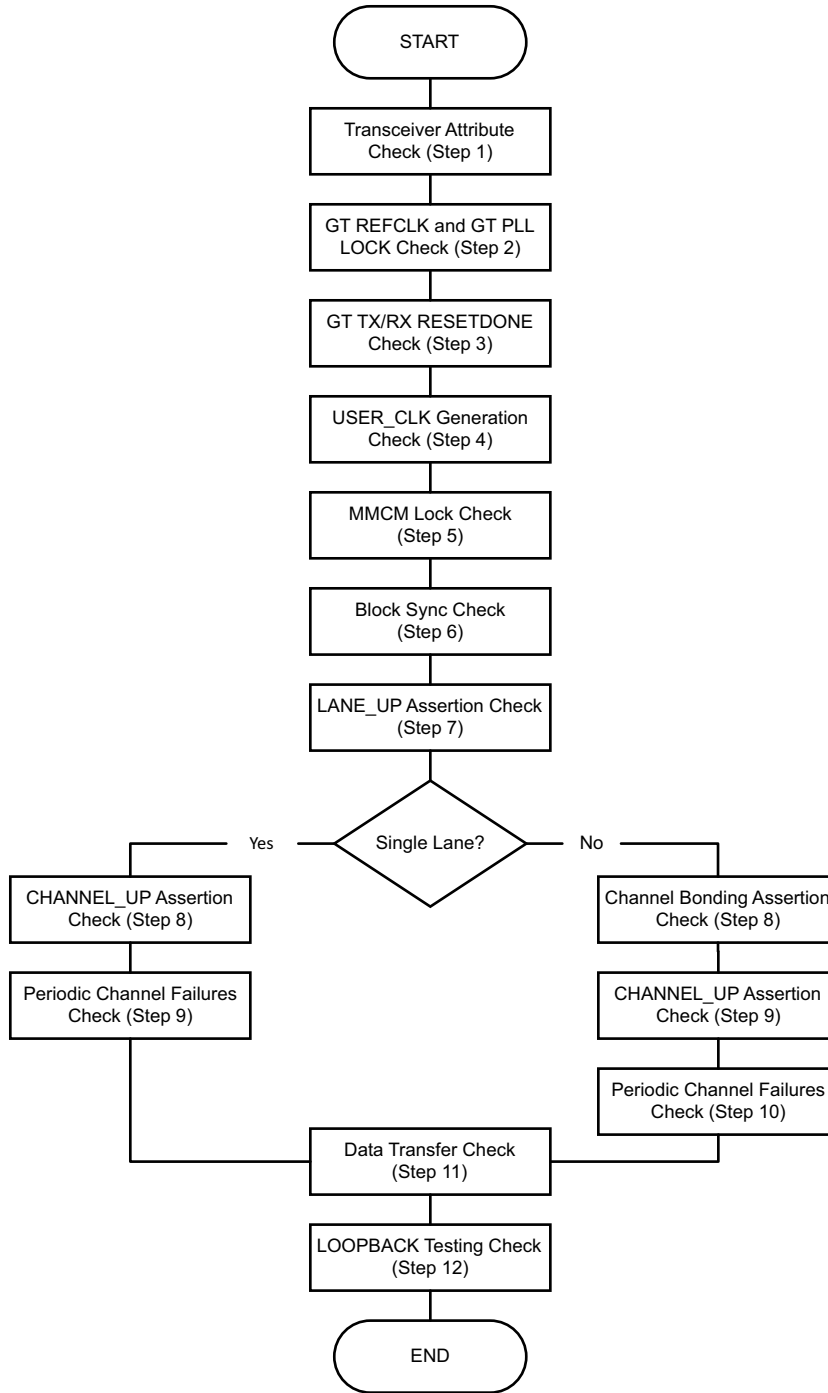 START
Transceiver Attribute
Check (Step 1)
GT REFCLK and GT PLL
LOCK Check (Step 2)
GT TX/RX RESETDONE
Check (Step 3)
USER_CLK Generation
Check (Step 4)
MMCM Lock Check
(Step 5)
Block Sync Check
(Step 6)
LANE_UP Assertion Check
(Step 7)
Single Lane?
Yes
No
CHANNEL_UP Assertion
Check (Step 8)
Periodic Channel Failures
Check (Step 9)
Channel Bonding Assertion
Check (Step 8)
CHANNEL_UP Assertion
Check (Step 9)
Periodic Channel Failures
Check (Step 10)
Data Transfer Check
(Step 11)
LOOPBACK Testing Check
(Step 12)
END